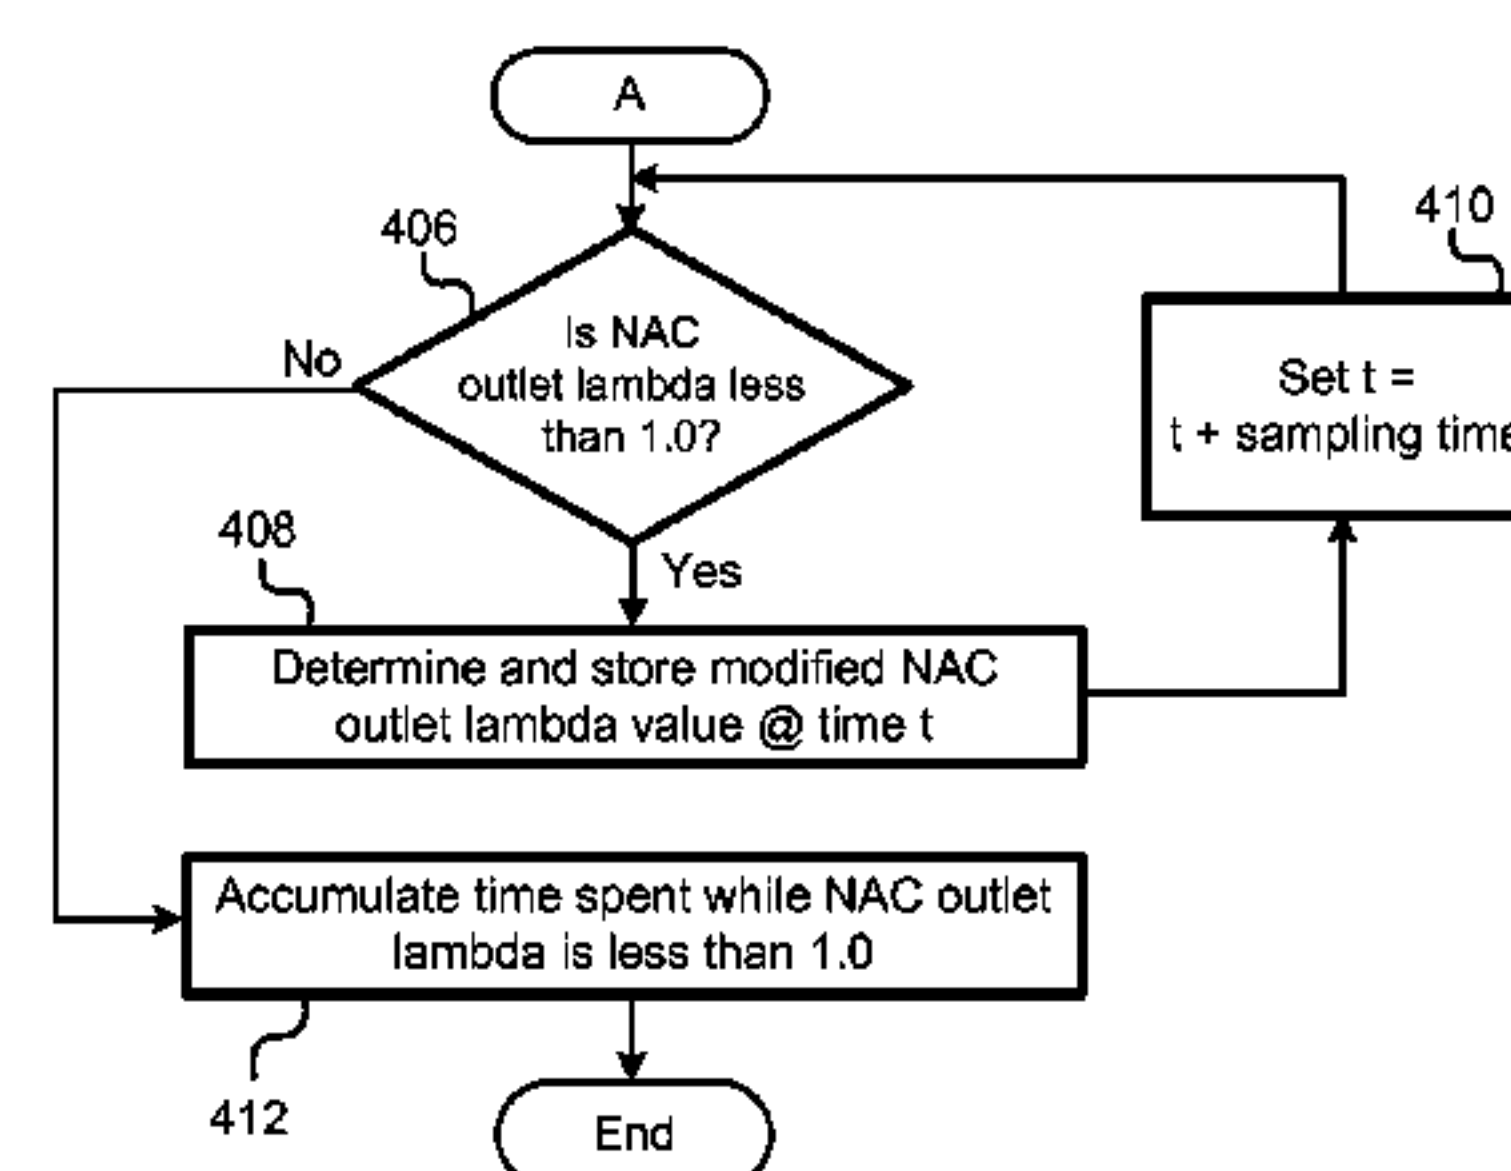 A
406
410
Is NAC
outlet lambda less
than 1.0?
No
Set t =
t + sampling time
408
Yes
Determine and store modified NAC
outlet lambda value @ time t
Accumulate time spent while NAC outlet
lambda is less than 1.0
412
End